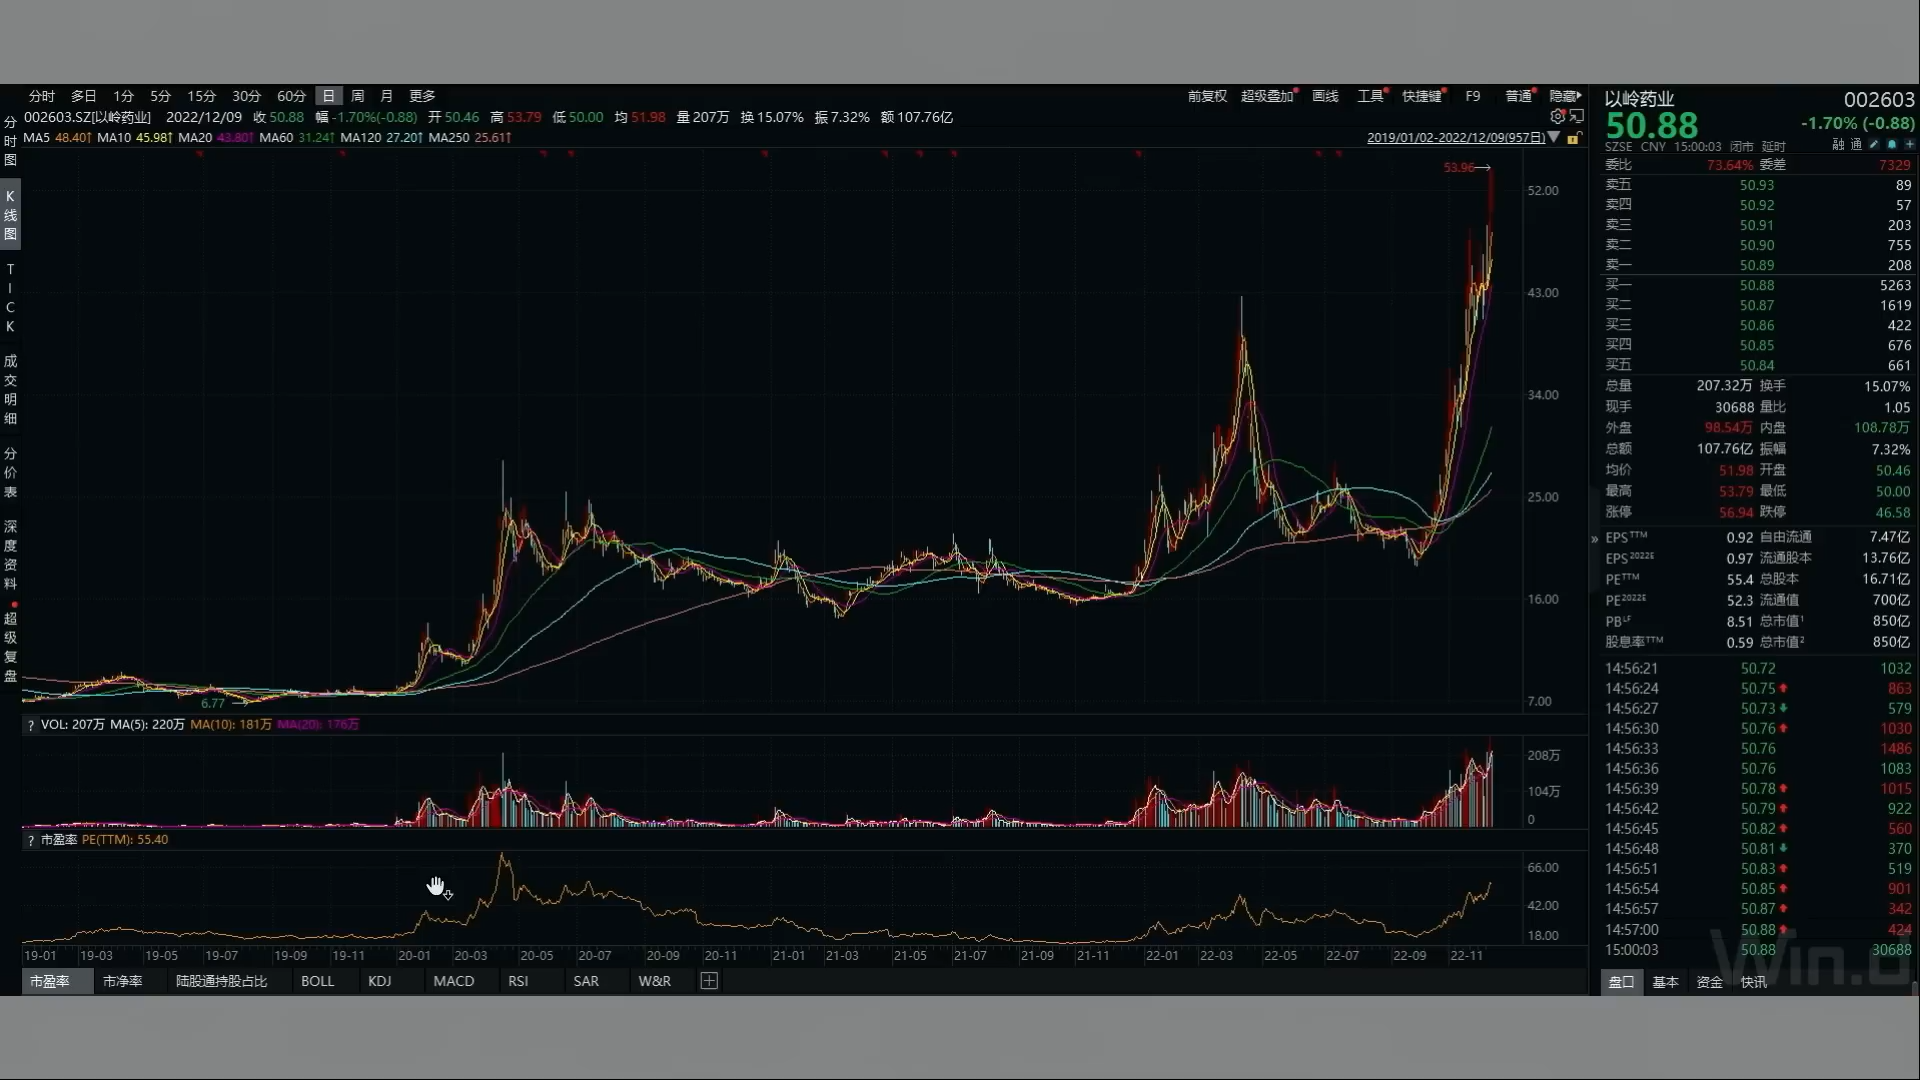 分时 多日 1分 5分 15分 30分 60分 日 周 月 更多 前复权 超级叠加 画线 工具 快捷键 F9 普通 隐藏
002603.SZ[以岭药业] 2022/12/09 收50.88 幅-1.70%(-0.88) 开50.46 高53.79 低50.00 均51.98 量207万 换15.07% 振7.32% 额107.76亿
MA5 48.40↑ MA10 45.98↑ MA20 43.80↑ MA60 31.24↑ MA120 27.20↑ MA250 25.61↑ 2019/01/02-2022/12/09(957日)
分时图
K线图
TICK
成交明细
分价表
深度资料
超级复盘
53.96
52.00
43.00
34.00
25.00
16.00
6.77
7.00
? VOL: 207万 MA(5): 220万 MA(10): 181万 MA(20): 176万
208万
104万
0
? 市盈率 PE(TTM): 55.40
66.00
42.00
18.00
19-01 19-03 19-05 19-07 19-09 19-11 20-01 20-03 20-05 20-07 20-09 20-11 21-01 21-03 21-05 21-07 21-09 21-11 22-01 22-03 22-05 22-07 22-09 22-11
市盈率 市净率 陆股通持股占比 BOLL KDJ MACD RSI SAR W&R
以岭药业 002603
50.88 -1.70% (-0.88)
SZSE CNY 15:00:03 闭市 延时 融 通
委比 73.64% 委差 7329
卖五 50.93 89
卖四 50.92 57
卖三 50.91 203
卖二 50.90 755
卖一 50.89 208
买一 50.88 5263
买二 50.87 1619
买三 50.86 422
买四 50.85 676
买五 50.84 661
总量 207.32万 换手 15.07%
现手 30688 量比 1.05
外盘 98.54万 内盘 108.78万
总额 107.76亿 振幅 7.32%
均价 51.98 开盘 50.46
最高 53.79 最低 50.00
涨停 56.94 跌停 46.58
EPSTTM 0.92 自由流通 7.47亿
EPS2022E 0.97 流通股本 13.76亿
PETTM 55.4 总股本 16.71亿
PE2022E 52.3 流通值 700亿
PBLF 8.51 总市值1 850亿
股息率TTM 0.59 总市值2 850亿
14:56:21 50.72 1032
14:56:24 50.75 863
14:56:27 50.73 579
14:56:30 50.76 1030
14:56:33 50.76 1486
14:56:36 50.76 1083
14:56:39 50.78 1015
14:56:42 50.79 922
14:56:45 50.82 560
14:56:48 50.81 370
14:56:51 50.83 519
14:56:54 50.85 901
14:56:57 50.87 342
14:57:00 50.88 424
15:00:03 50.88 30688
盘口 基本 资金 快讯
Win.d